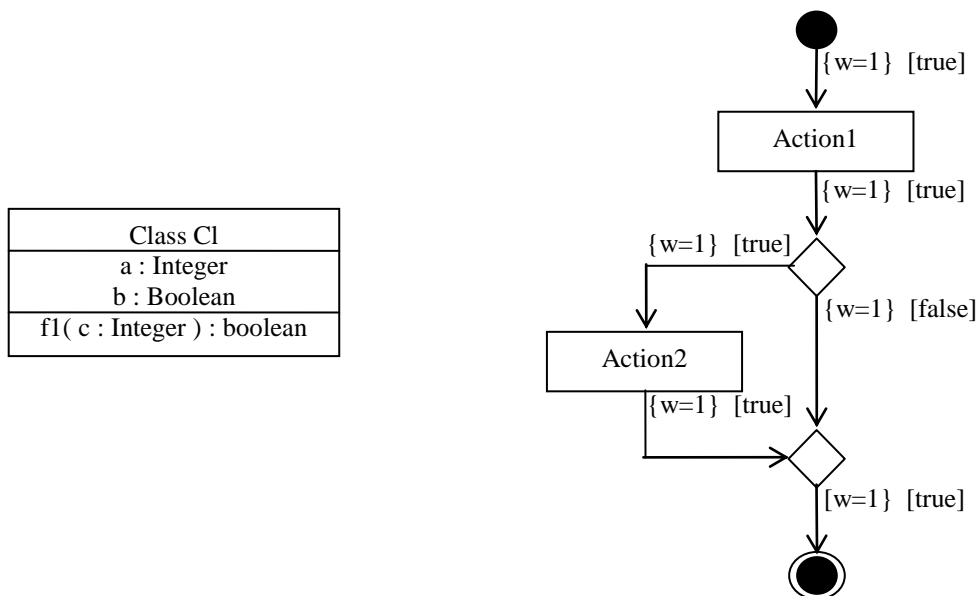 Class Cl
a : Integer
b : Boolean
f1( c : Integer ) : boolean
{w=1} [true]
Action1
{w=1} [true]
{w=1} [true]
{w=1} [false]
Action2
{w=1} [true]
{w=1} [true]